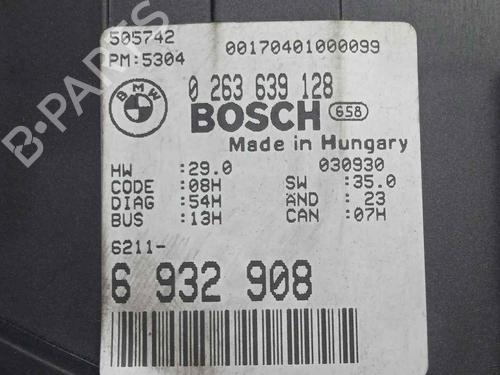 505742 00170401000099
PM:5304
BMW 0 263 639 128
BOSCH 658
Made in Hungary
HW :29.0 030930
CODE :08H SW :35.0
DIAG :54H AND : 23
BUS :13H CAN :07H
6211-
6 932 908
B-PARTS